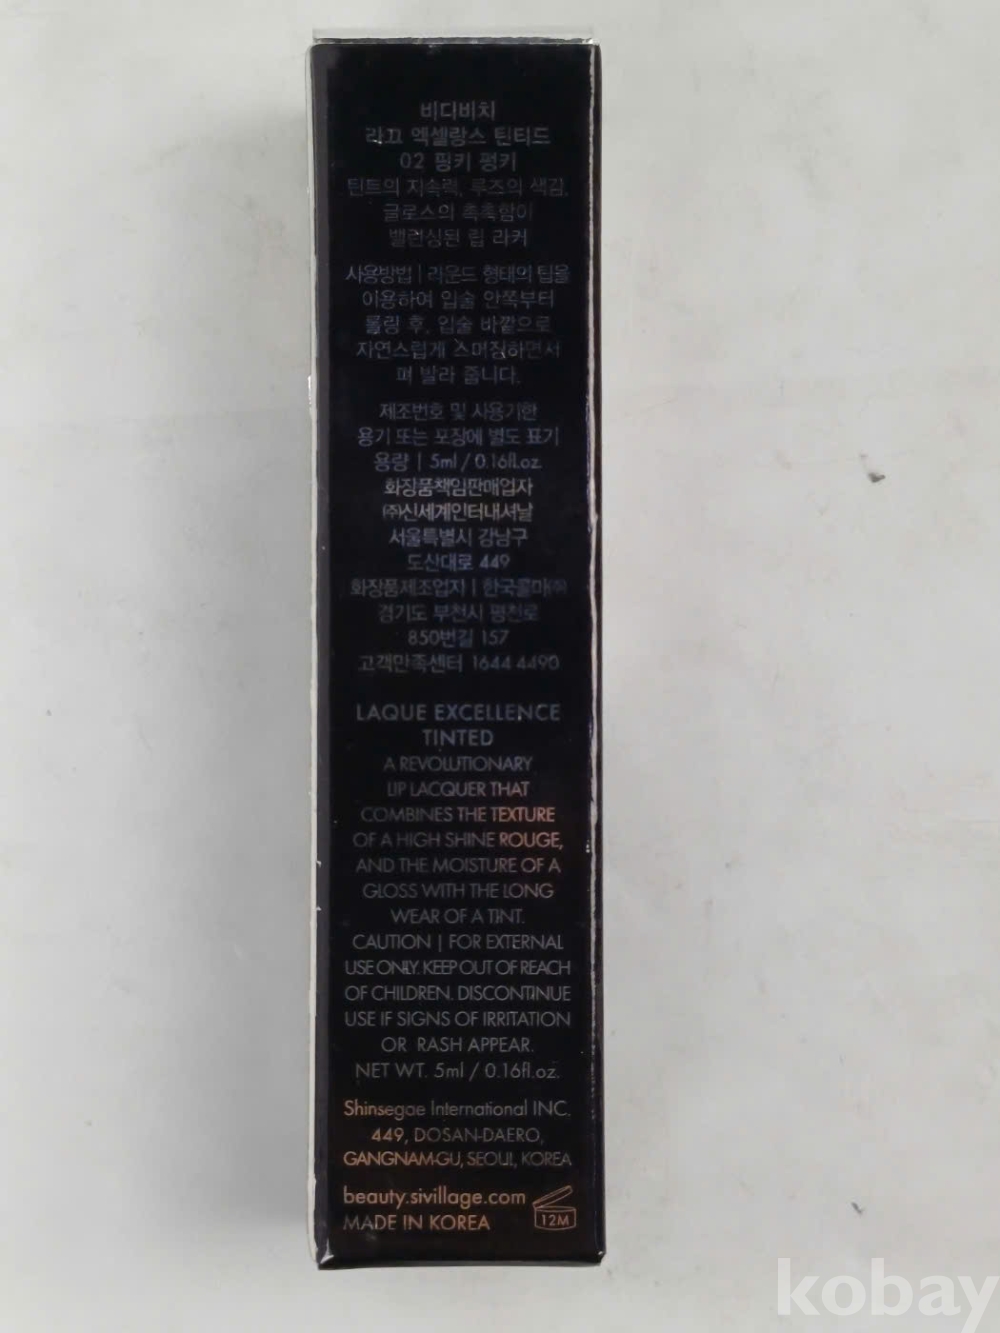 비디비치
라끄 엑셀랑스 틴티드
02 핑키 펑키
틴트의 지속력, 루즈의 색감,
글로스의 촉촉함이
밸런싱된 립 라커
사용방법 | 라운드 형태의 팁을
이용하여 입술 안쪽부터
롤링 후, 입술 바깥으로
자연스럽게 스머징하면서
펴 발라 줍니다.
제조번호 및 사용기한
용기 또는 포장에 별도 표기
용량 | 5ml / 0.16fl.oz.
화장품책임판매업자
㈜신세계인터내셔날
서울특별시 강남구
도산대로 449
화장품제조업자 | 한국콜마㈜
경기도 부천시 평천로
850번길 157
고객만족센터 1644 4490
LAQUE EXCELLENCE
TINTED
A REVOLUTIONARY
LIP LACQUER THAT
COMBINES THE TEXTURE
OF A HIGH SHINE ROUGE,
AND THE MOISTURE OF A
GLOSS WITH THE LONG
WEAR OF A TINT.
CAUTION | FOR EXTERNAL
USE ONLY. KEEP OUT OF REACH
OF CHILDREN. DISCONTINUE
USE IF SIGNS OF IRRITATION
OR RASH APPEAR.
NET WT. 5ml / 0.16fl.oz.
Shinsegae International INC.
449, DOSAN-DAERO,
GANGNAM-GU, SEOUL, KOREA
beauty.sivillage.com
MADE IN KOREA
12M
kobay